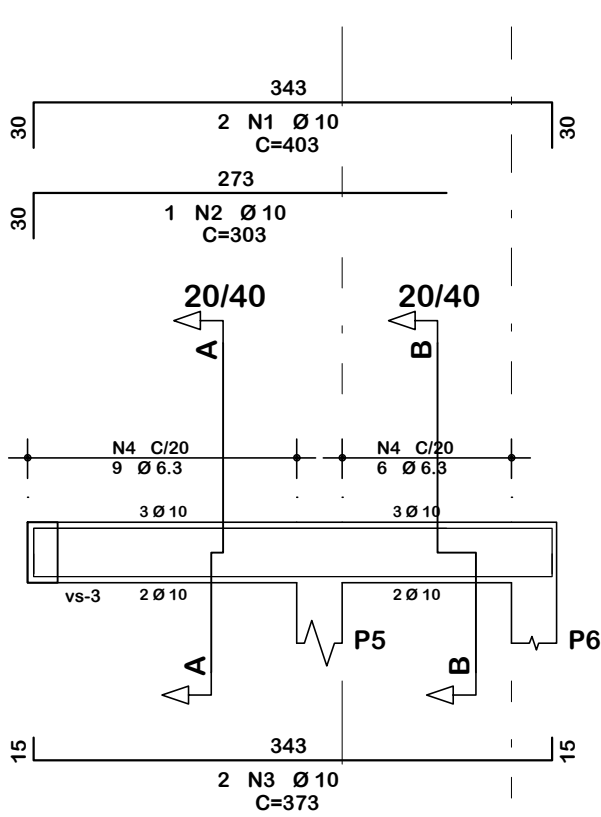 343
30
30
2 N1 Ø 10
C=403
273
30
1 N2 Ø 10
C=303
20/40
20/40
A
B
N4 C/20
N4 C/20
9 Ø 6.3
6 Ø 6.3
3 Ø 10
3 Ø 10
vs-3
2 Ø 10
2 Ø 10
P5
P6
A
B
15
343
15
2 N3 Ø 10
C=373